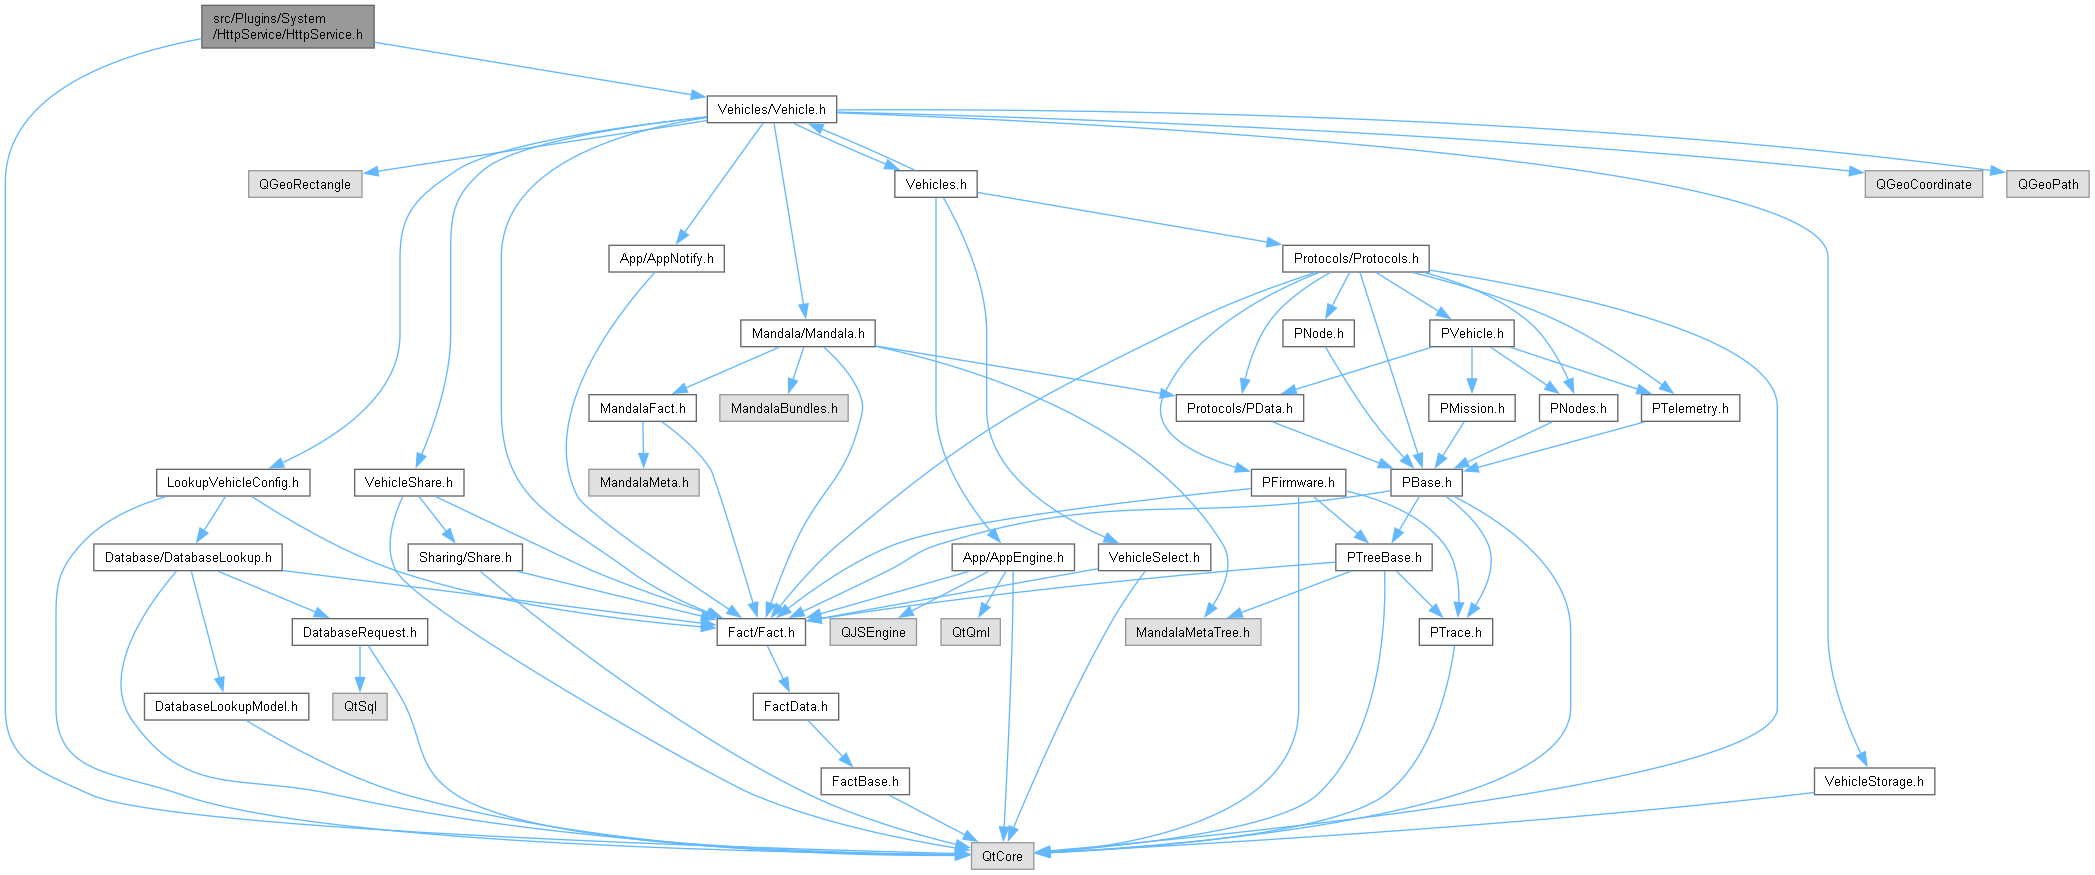 src/Plugins/System
/HttpService/HttpService.h
Vehicles/Vehicle.h
QGeoRectangle
Vehicles.h
QGeoCoordinate
QGeoPath
App/AppNotify.h
Protocols/Protocols.h
Mandala/Mandala.h
PNode.h
PVehicle.h
MandalaFact.h
MandalaBundles.h
Protocols/PData.h
PMission.h
PNodes.h
PTelemetry.h
LookupVehicleConfig.h
VehicleShare.h
MandalaMeta.h
PFirmware.h
PBase.h
Database/DatabaseLookup.h
Sharing/Share.h
App/AppEngine.h
VehicleSelect.h
PTreeBase.h
DatabaseRequest.h
Fact/Fact.h
QJSEngine
QtQml
MandalaMetaTree.h
PTrace.h
DatabaseLookupModel.h
QtSql
FactData.h
FactBase.h
VehicleStorage.h
QtCore